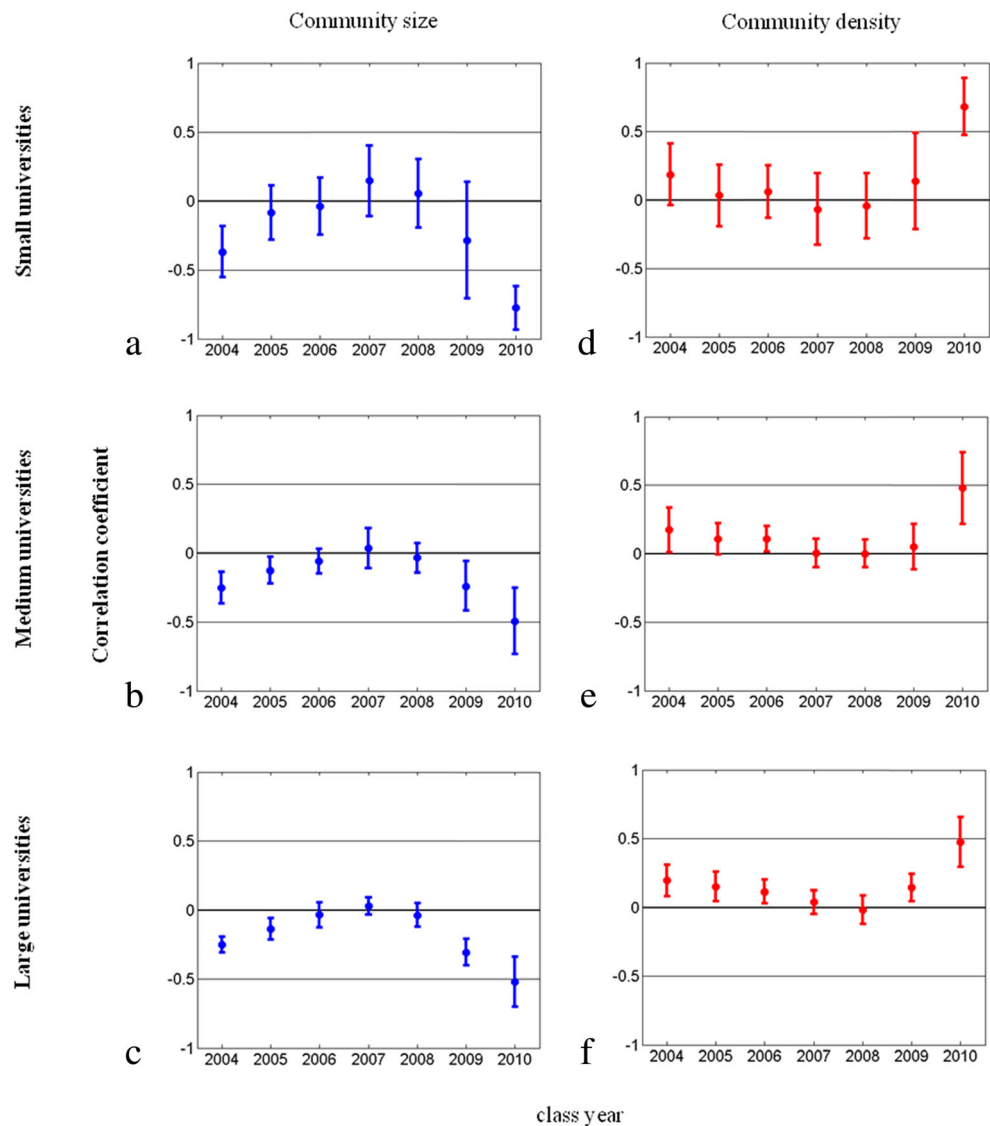 Community size
Community density
Small universities
1
0.5
0
-0.5
-1
2004 2005 2006 2007 2008 2009 2010
a
1
0.5
0
-0.5
-1
2004 2005 2006 2007 2008 2009 2010
d
Medium universities
Correlation coefficient
1
0.5
0
-0.5
-1
2004 2005 2006 2007 2008 2009 2010
b
1
0.5
0
-0.5
-1
2004 2005 2006 2007 2008 2009 2010
e
Large universities
1
0.5
0
-0.5
-1
2004 2005 2006 2007 2008 2009 2010
c
1
0.5
0
-0.5
-1
2004 2005 2006 2007 2008 2009 2010
f
class year